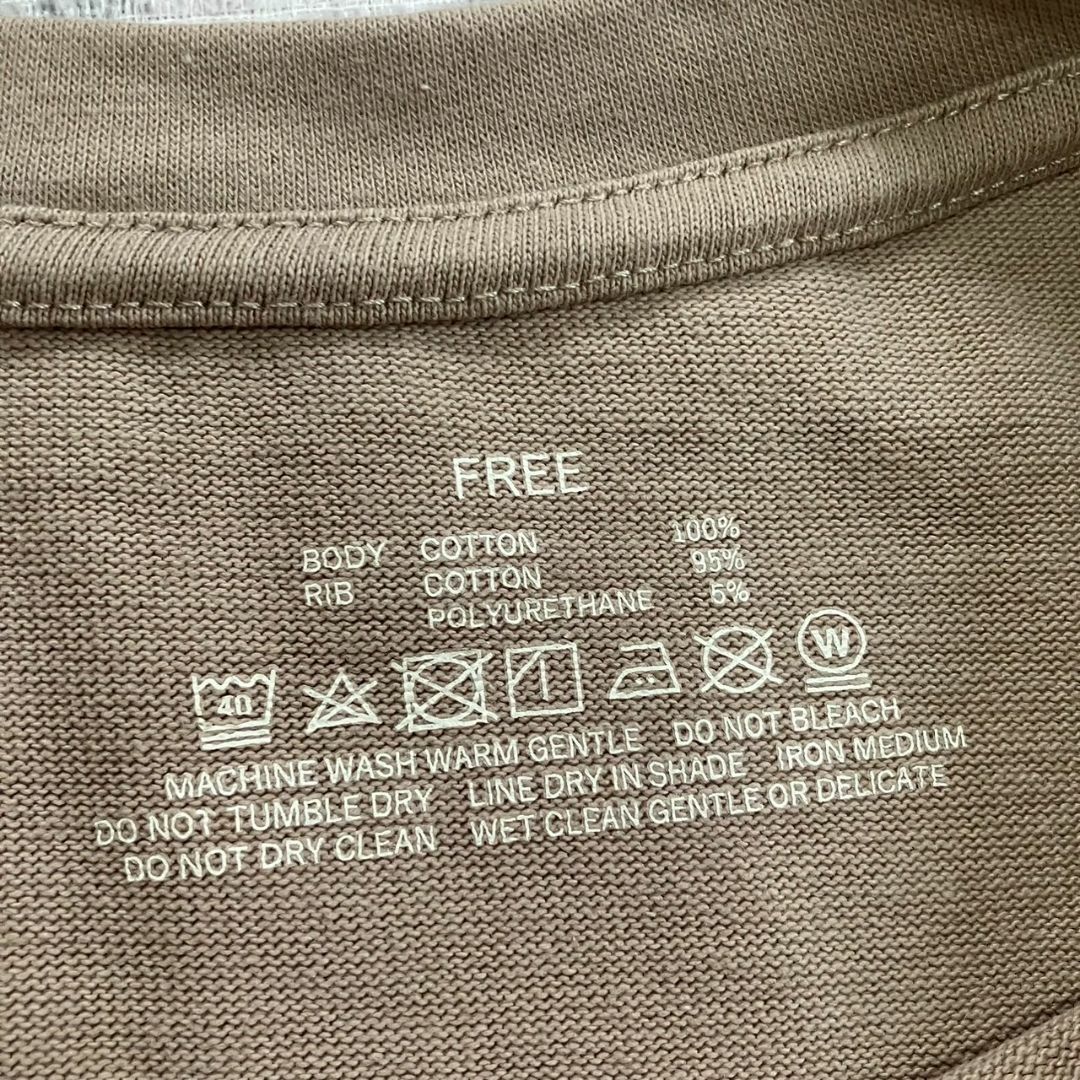 FREE
BODY COTTON 100%
RIB COTTON 95%
POLYURETHANE 5%
40 W
MACHINE WASH WARM GENTLE DO NOT BLEACH
DO NOT TUMBLE DRY LINE DRY IN SHADE IRON MEDIUM
DO NOT DRY CLEAN WET CLEAN GENTLE OR DELICATE